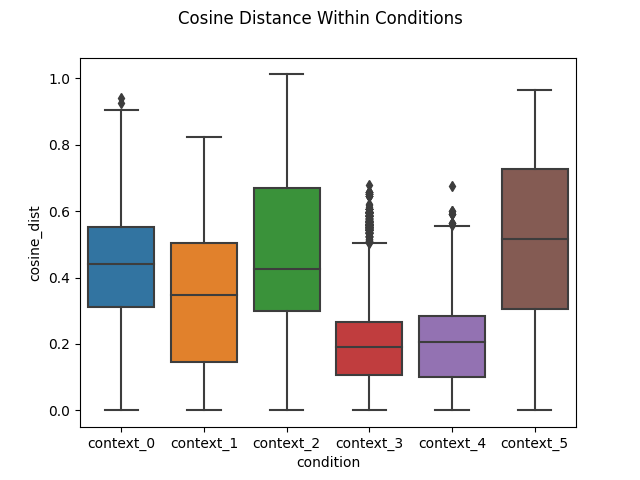 Cosine Distance Within Conditions
cosine_dist
1.0
0.8
0.6
0.4
0.2
0.0
context_0 context_1 context_2 context_3 context_4 context_5
condition